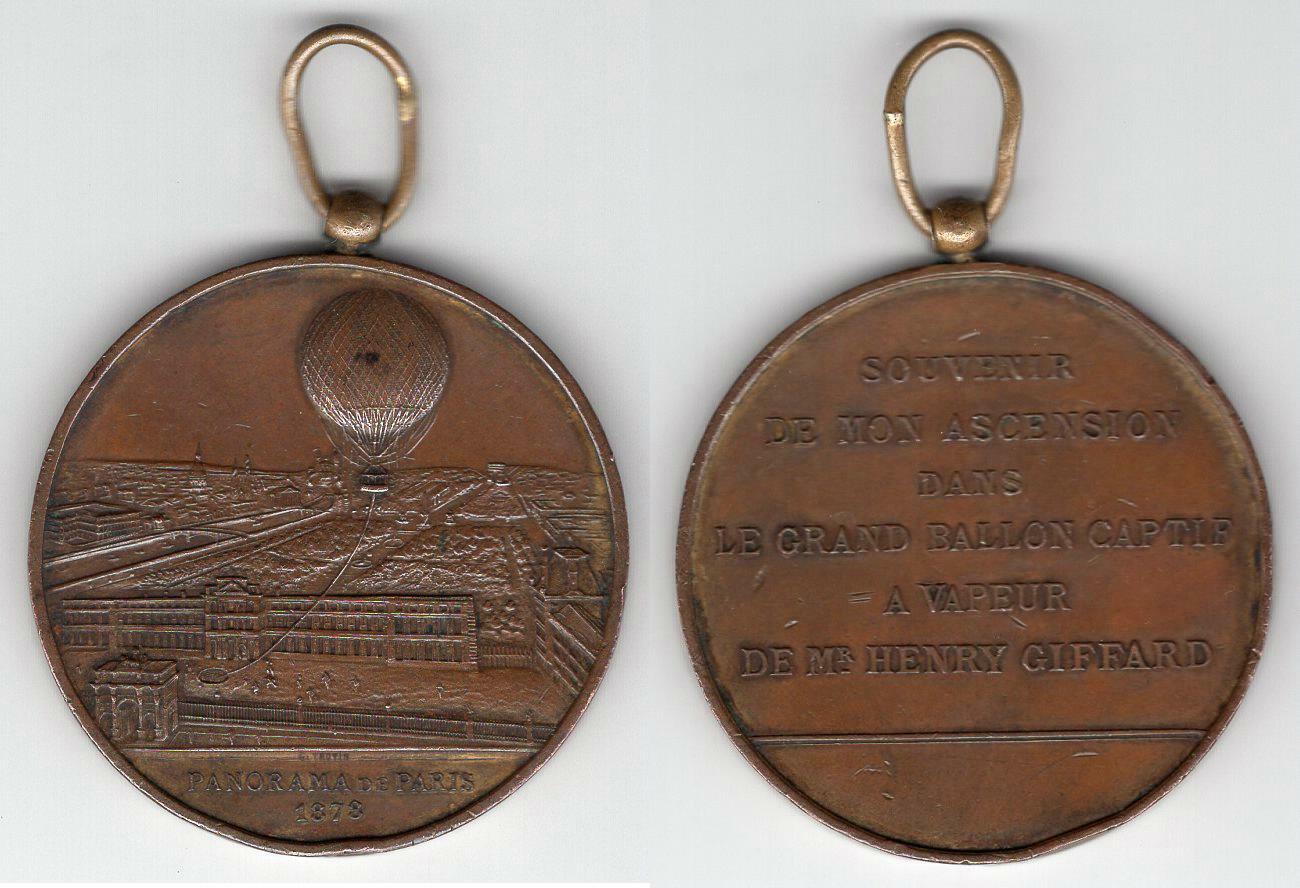 PANORAMA DE PARIS
1878
SOUVENIR
DE MON ASCENSION
DANS
LE GRAND BALLON CAPTIF
A VAPEUR
DE MR HENRY GIFFARD